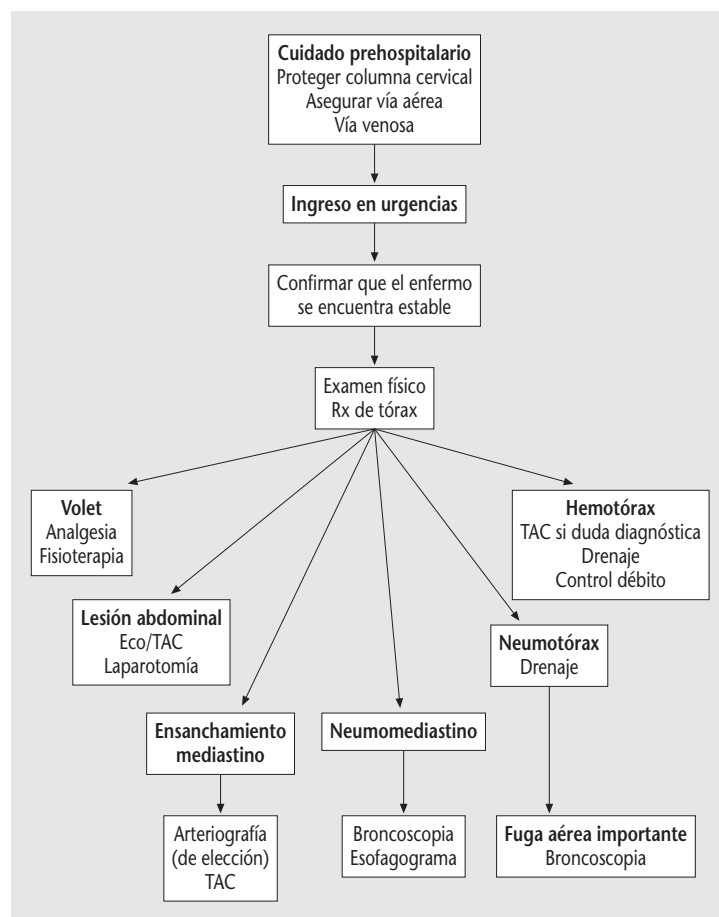 Cuidado prehospitalario
Proteger columna cervical
Asegurar vía aérea
Vía venosa
Ingreso en urgencias
Confirmar que el enfermo
se encuentra estable
Examen físico
Rx de tórax
Volet
Analgesia
Fisioterapia
Hemotórax
TAC si duda diagnóstica
Drenaje
Control débito
Lesión abdominal
Eco/TAC
Laparotomía
Neumotórax
Drenaje
Ensanchamiento
mediastino
Neumomediastino
Arteriografía
(de elección)
TAC
Broncoscopia
Esofagograma
Fuga aérea importante
Broncoscopia